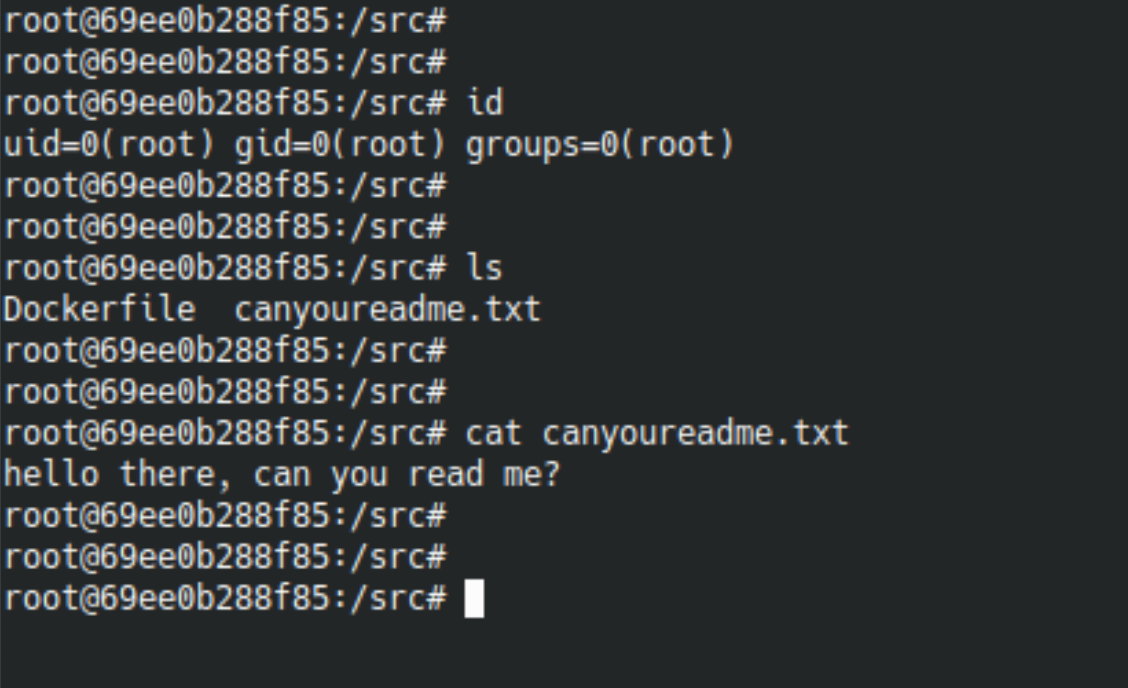 root@69ee0b288f85:/src#
root@69ee0b288f85:/src#
root@69ee0b288f85:/src# id
uid=0(root) gid=0(root) groups=0(root)
root@69ee0b288f85:/src#
root@69ee0b288f85:/src#
root@69ee0b288f85:/src# ls
Dockerfile  canyoureadme.txt
root@69ee0b288f85:/src#
root@69ee0b288f85:/src#
root@69ee0b288f85:/src# cat canyoureadme.txt
hello there, can you read me?
root@69ee0b288f85:/src#
root@69ee0b288f85:/src#
root@69ee0b288f85:/src#